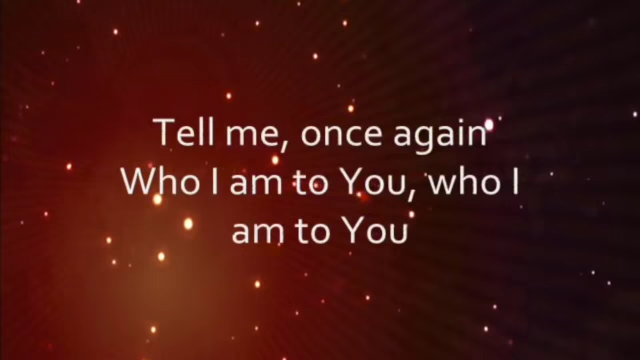 Tell me, once again
Who I am to You, who I
am to You